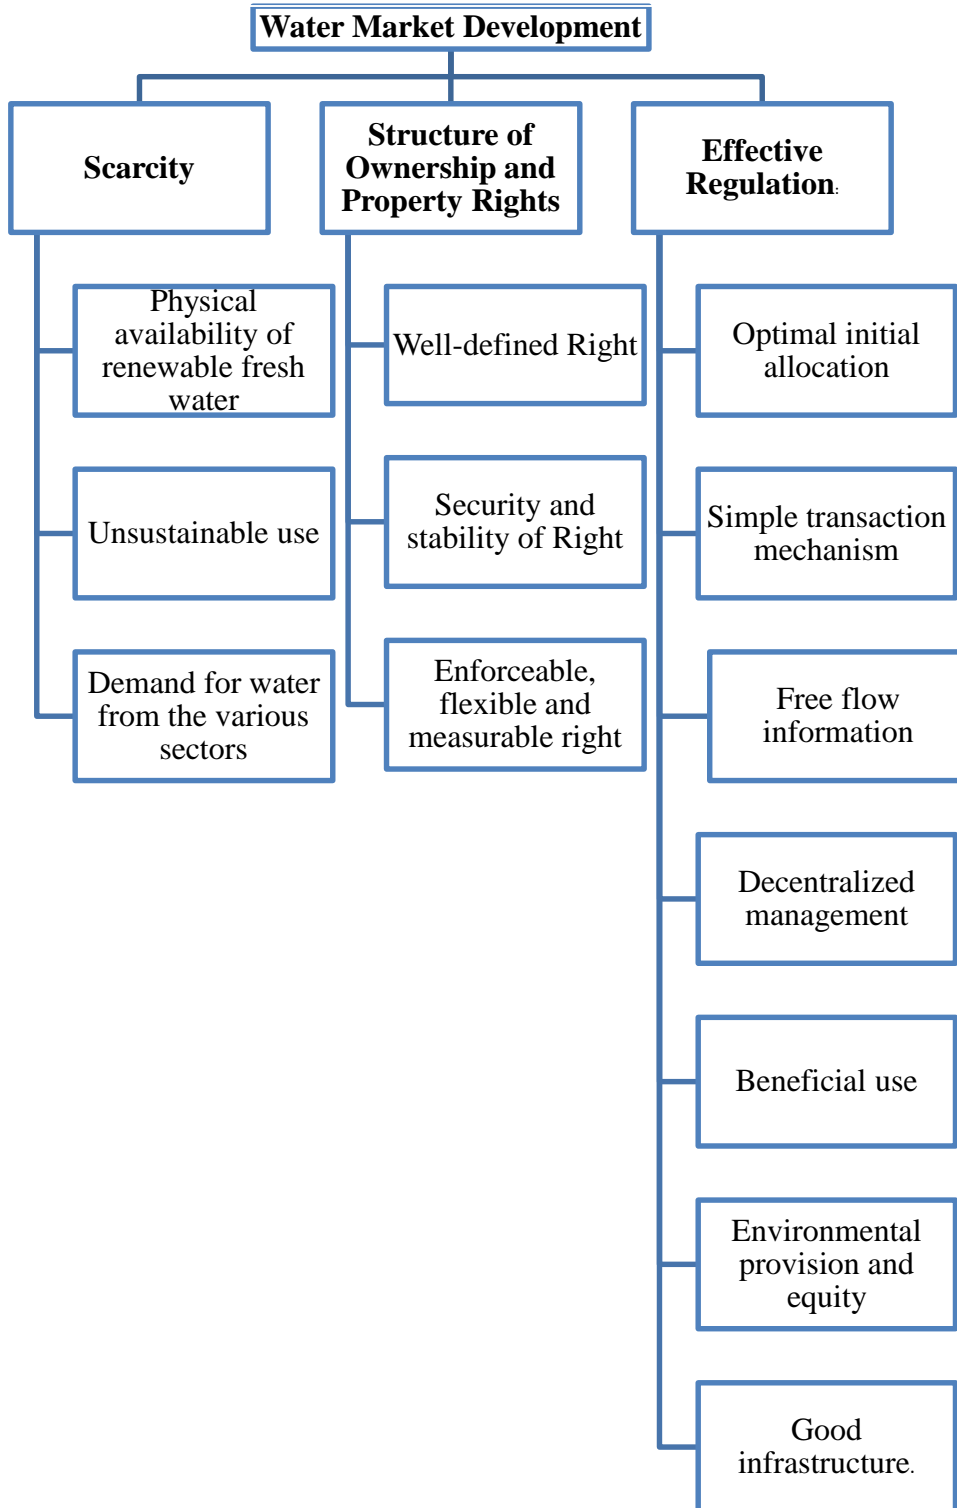 Water Market Development
Scarcity
Physical
availability of
renewable fresh
water
Unsustainable use
Demand for water
from the various
sectors
Structure of
Ownership and
Property Rights
Well-defined Right
Security and
stability of Right
Enforceable,
flexible and
measurable right
Effective
Regulation:
Optimal initial
allocation
Simple transaction
mechanism
Free flow
information
Decentralized
management
Beneficial use
Environmental
provision and
equity
Good
infrastructure.